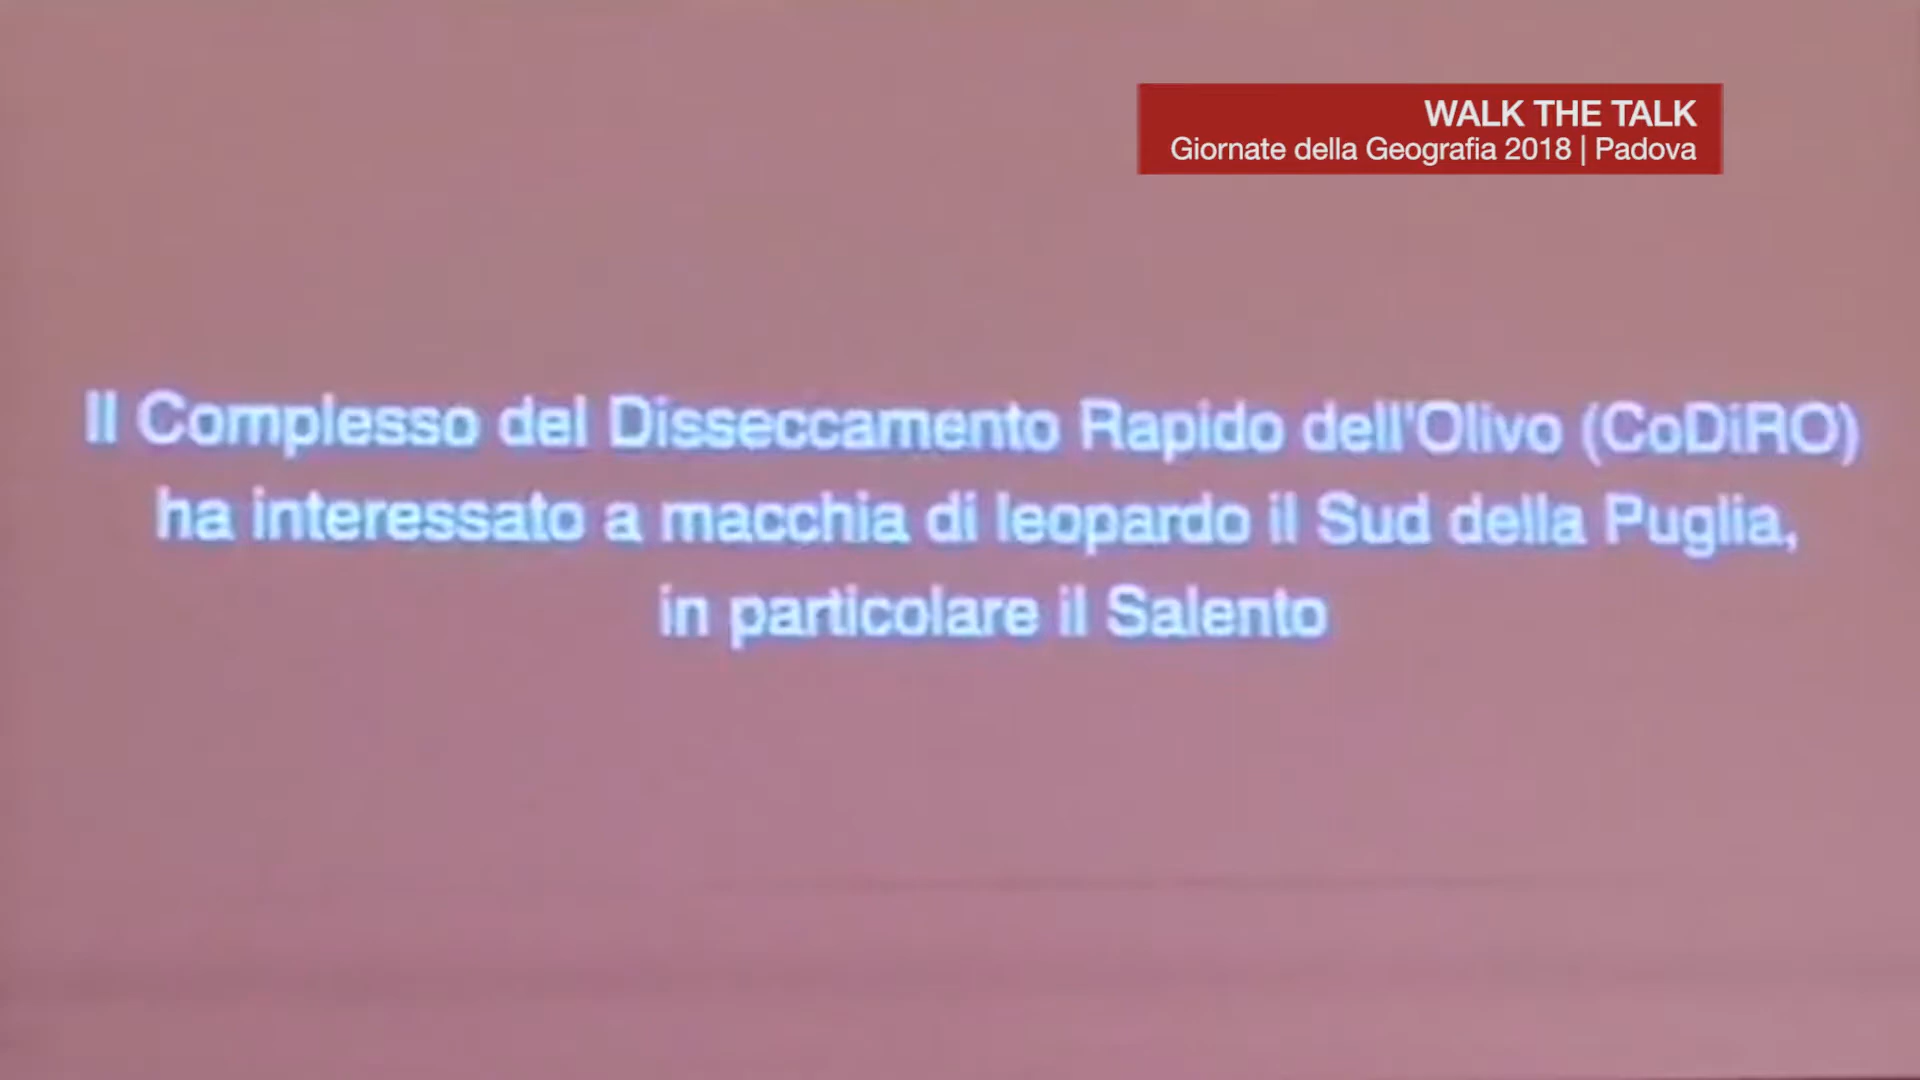 WALK THE TALK
Giornate della Geografia 2018 | Padova
Il Complesso del Disseccamento Rapido dell'Olivo (CoDiRO)
ha interessato a macchia di leopardo il Sud della Puglia,
in particolare il Salento